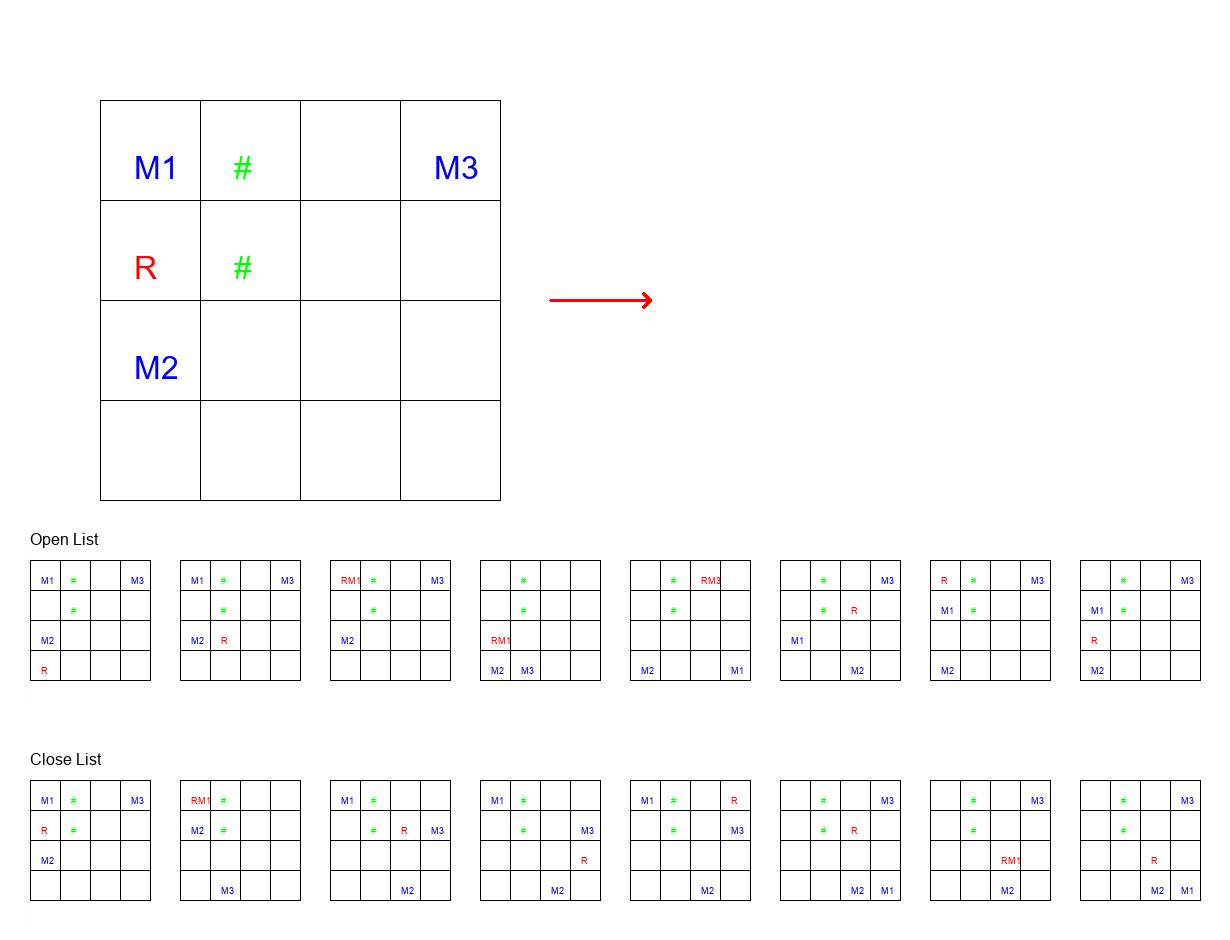 M1 # M3
R #
M2
Open List
M1 # M3 M1 # M3 RM1 # M3 # # RM3 # M3 R # M3 # M3
# # # # # # R M1 # M1 #
M2 M2 R M2 RM1 M1 R
R M2 M3 M2 M1 M2 M2 M2
Close List
M1 # M3 RM1 # M1 # M1 # M1 # R # M3 # M3 # M3
R # M2 # # R M3 # M3 # M3 # R # #
M2 R RM1 R
M3 M2 M2 M2 M2 M1 M2 M2 M1